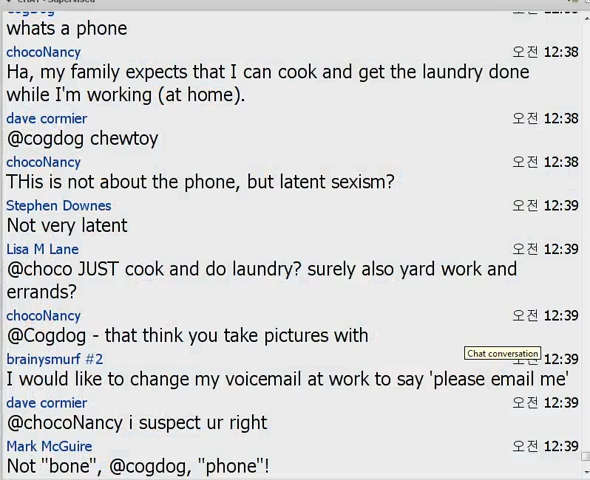 CHAT - Supervised
CogDog
whats a phone
chocoNancy 오전 12:38
Ha, my family expects that I can cook and get the laundry done
while I'm working (at home).
dave cormier 오전 12:38
@cogdog chewtoy
chocoNancy 오전 12:38
THis is not about the phone, but latent sexism?
Stephen Downes 오전 12:39
Not very latent
Lisa M Lane 오전 12:39
@choco JUST cook and do laundry? surely also yard work and
errands?
chocoNancy 오전 12:39
@Cogdog - that think you take pictures with
Chat conversation
brainysmurf #2 12:39
I would like to change my voicemail at work to say 'please email me'
dave cormier 오전 12:39
@chocoNancy i suspect ur right
Mark McGuire 오전 12:39
Not "bone", @cogdog, "phone"!